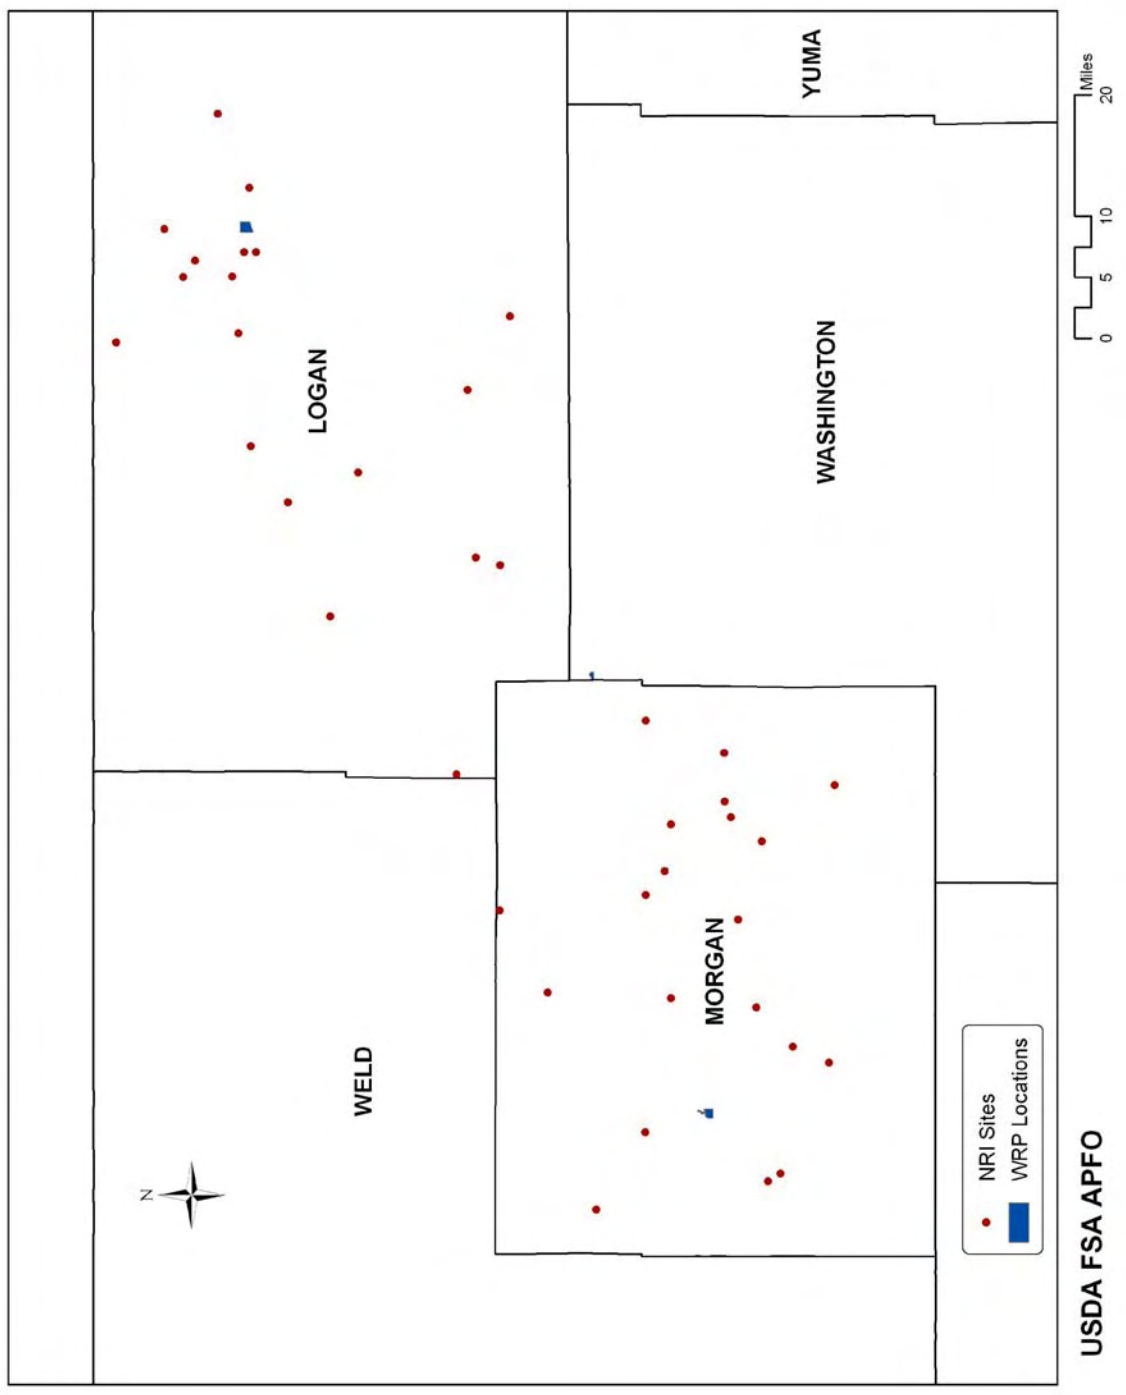 N
LOGAN
YUMA
WELD
WASHINGTON
MORGAN
NRI Sites
WRP Locations
0 5 10 20
Miles
USDA FSA APFO